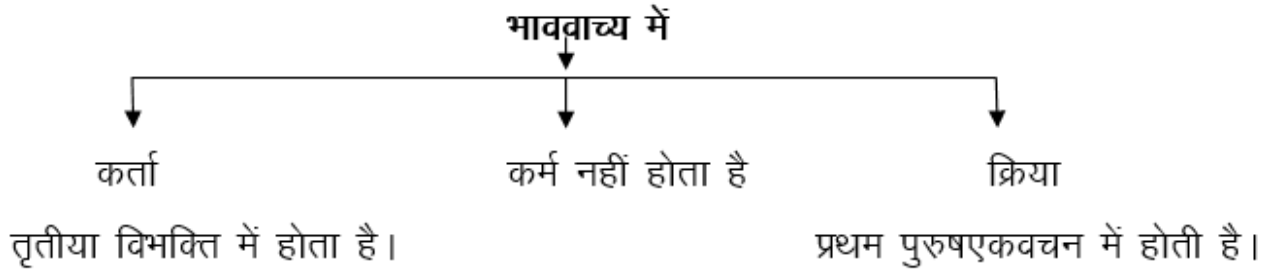 भाववाच्य में
कर्ता कर्म नहीं होता है क्रिया
तृतीया विभक्ति में होता है। प्रथम पुरुषएकवचन में होती है।